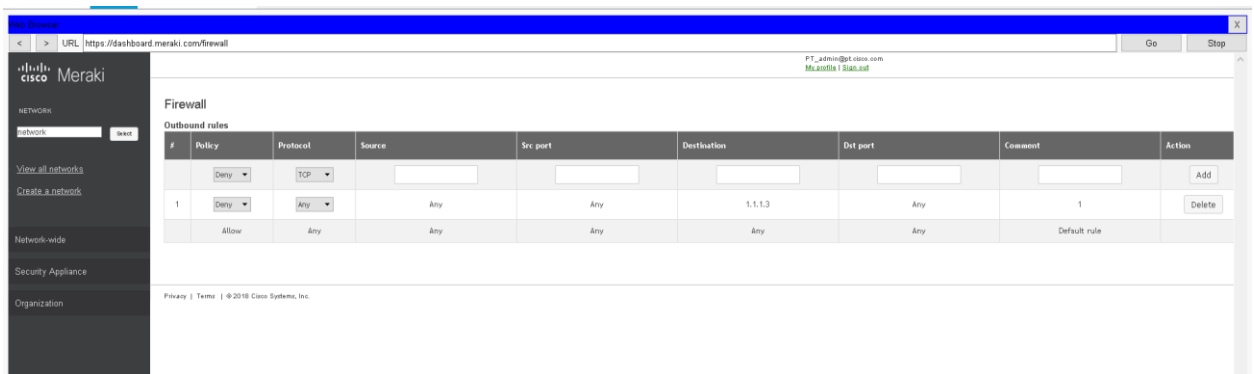 Web Browser
X
< > URL https://dashboard.meraki.com/firewall Go Stop
cisco Meraki
PT_admin@pt.cisco.com
My profile | Sign out
NETWORK
network Select
View all networks
Create a network
Network-wide
Security Appliance
Organization
Firewall
Outbound rules
# Policy Protocol Source Src port Destination Dst port Comment Action
Deny TCP Add
1 Deny Any Any Any 1.1.1.3 Any 1 Delete
Allow Any Any Any Any Any Default rule
Privacy | Terms | © 2018 Cisco Systems, Inc.